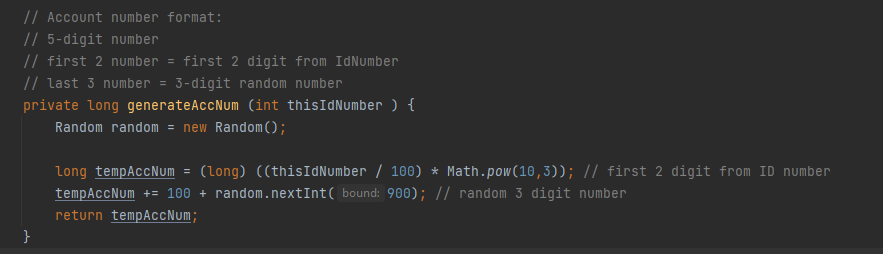 // Account number format:
// 5-digit number
// first 2 number = first 2 digit from IdNumber
// last 3 number = 3-digit random number
private long generateAccNum (int thisIdNumber ) {
Random random = new Random();
long tempAccNum = (long) ((thisIdNumber / 100) * Math.pow(10,3)); // first 2 digit from ID number
tempAccNum += 100 + random.nextInt( bound: 900); // random 3 digit number
return tempAccNum;
}